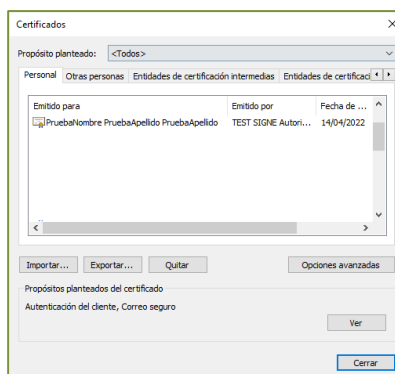 Certificados
Propósito planteado: <Todos>
Personal Otras personas Entidades de certificación intermedias Entidades de certificaci
Emitido para Emitido por Fecha de ...
PruebaNombre PruebaApellido PruebaApellido TEST SIGNE Autori... 14/04/2022
Importar... Exportar... Quitar Opciones avanzadas
Propósitos planteados del certificado
Autenticación del cliente, Correo seguro
Ver
Cerrar